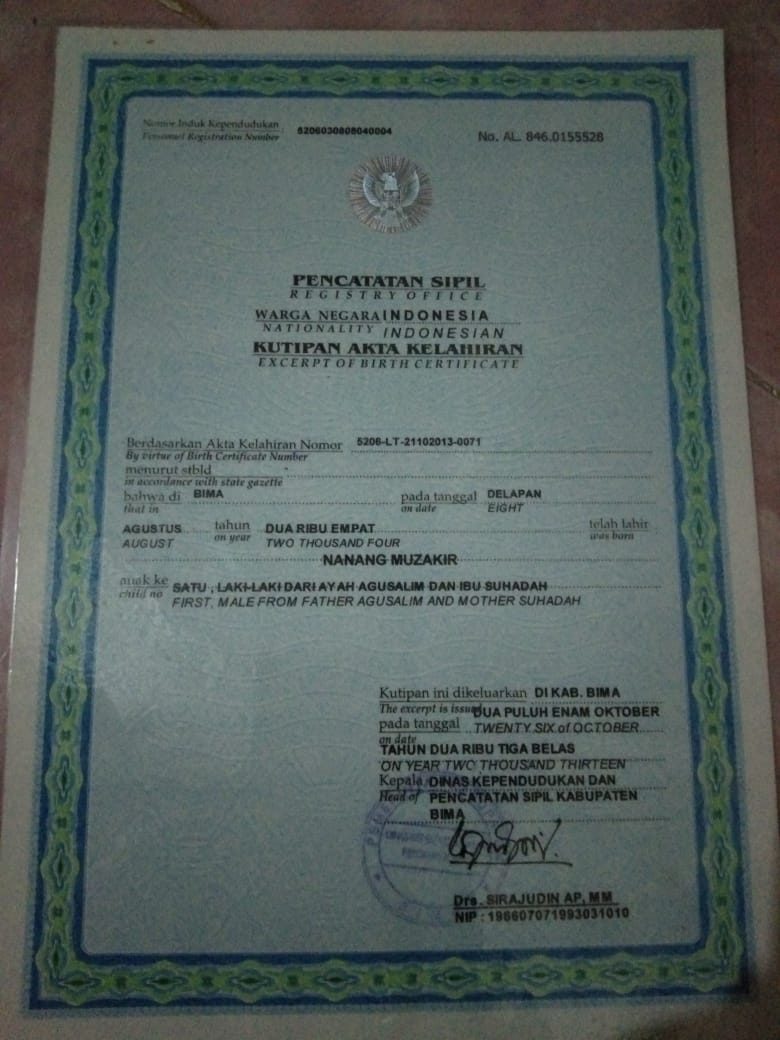 Nomor Induk Kependudukan 5206030808040004
Personnel Registration Number
No. AL. 846.0155528
PENCATATAN SIPIL
REGISTRY OFFICE
WARGA NEGARA INDONESIA
NATIONALITY INDONESIAN
KUTIPAN AKTA KELAHIRAN
EXCERPT OF BIRTH CERTIFICATE
Berdasarkan Akta Kelahiran Nomor 5206-LT-21102013-0071
By virtue of Birth Certificate Number
menurut stbld
in accordance with state gazette
bahwa di BIMA pada tanggal DELAPAN
that in on date EIGHT
AGUSTUS tahun DUA RIBU EMPAT telah lahir
AUGUST on year TWO THOUSAND FOUR was born
NANANG MUZAKIR
anak ke SATU , LAKI-LAKI DARI AYAH AGUSALIM DAN IBU SUHADAH
child no FIRST, MALE FROM FATHER AGUSALIM AND MOTHER SUHADAH
Kutipan ini dikeluarkan DI KAB. BIMA
The excerpt is issued DUA PULUH ENAM OKTOBER
pada tanggal TWENTY SIX of OCTOBER
on date
TAHUN DUA RIBU TIGA BELAS
ON YEAR TWO THOUSAND THIRTEEN
Kepala DINAS KEPENDUDUKAN DAN
Head of PENCATATAN SIPIL KABUPATEN
BIMA
Drs. SIRAJUDIN AP, MM
NIP : 196607071993031010